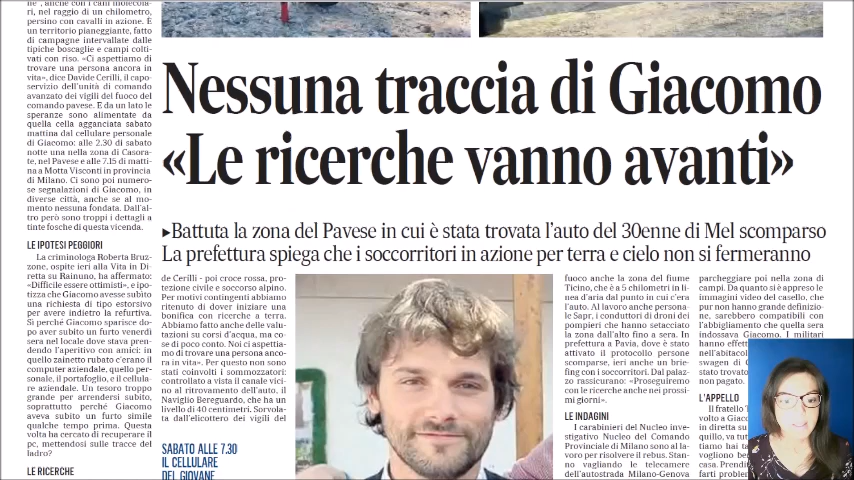 ne", anche con i cani molecola-
ri, nel raggio di un chilometro,
persino con cavalli in azione. È
un territorio pianeggiante, fatto
di campagne intervallate dalle
tipiche boscaglie e campi colti-
vati con riso. «Ci aspettiamo di
trovare una persona ancora in
vita», dice Davide Cerilli, il capo-
servizio dell'unità di comando
avanzato dei vigili del fuoco del
comando pavese. E da un lato le
speranze sono alimentate da
quella cella agganciata sabato
mattina dal cellulare personale
di Giacomo: alle 2.30 di sabato
notte una nella zona di Casora-
te, nel Pavese e alle 7.15 di matti-
na a Motta Visconti in provincia
di Milano. Ci sono poi numero-
se segnalazioni di Giacomo, in
diverse città, anche se al mo-
mento nessuna fondata. Dall'al-
tro però sono troppi i dettagli a
tinte fosche di questa vicenda.
LE IPOTESI PEGGIORI
La criminologa Roberta Bruz-
zone, ospite ieri alla Vita in Di-
retta su Rainuno, ha affermato:
«Difficile essere ottimisti», e ipo-
tizza che Giacomo avesse subito
una richiesta di tipo estorsivo
per avere indietro la refurtiva.
Sì perché Giacomo sparisce do-
po aver subito un furto venerdì
sera nel locale dove stava pren-
dendo l'aperitivo con amici: in
quello zainetto rubato c'erano il
computer aziendale, quello per-
sonale, il portafoglio, e il cellula-
re aziendale. Un tesoro troppo
grande per arrendersi subito,
soprattutto perché Giacomo
aveva subito un furto simile
qualche tempo prima. Questa
volta ha cercato di recuperare il
pc, mettendosi sulle tracce del
ladro?
LE RICERCHE
Nessuna traccia di Giacomo
«Le ricerche vanno avanti»
▸Battuta la zona del Pavese in cui è stata trovata l'auto del 30enne di Mel scomparso
La prefettura spiega che i soccorritori in azione per terra e cielo non si fermeranno
de Cerilli - poi croce rossa, pro-
tezione civile e soccorso alpino.
Per motivi contingenti abbiamo
ritenuto di dover iniziare una
bonifica con ricerche a terra.
Abbiamo fatto anche delle valu-
tazioni su corsi d'acqua, ma co-
se di poco conto. Noi ci aspettia-
mo di trovare una persona anco-
ra in vita». Per questo non sono
stati coinvolti i sommozzatori:
controllato a vista il canale vici-
no al ritrovamento dell'auto, il
Naviglio Bereguardo, che ha un
livello di 40 centimetri. Sorvola-
ta dall'elicottero dei vigili del
SABATO ALLE 7.30
IL CELLULARE
DEL GIOVANE
fuoco anche la zona del fiume
Ticino, che è a 5 chilometri in li-
nea d'aria dal punto in cui c'era
l'auto. Al lavoro anche persona-
le Sapr, i conduttori di droni dei
pompieri che hanno setacciato
la zona dall'alto fino a sera. In
prefettura a Pavia, dove è stato
attivato il protocollo persone
scomparse, ieri anche un brie-
fing con i soccorritori. Dal palaz-
zo rassicurano: «Proseguiremo
con le ricerche anche nei prossi-
mi giorni».
LE INDAGINI
I carabinieri del Nucleo inve-
stigativo Nucleo del Comando
Provinciale di Milano sono al la-
voro per risolvere il rebus. Stan-
no vagliando le telecamere
dell'autostrada Milano-Genova
parcheggiare poi nella zona di
campi. Da quanto si è appreso le
immagini video del casello, che
pur non hanno grande definizio-
ne, sarebbero compatibili con
l'abbigliamento che quella sera
indossava Giacomo. I militari
hanno effett
nell'abitacol
swagen di G
stato trovato
non pagato.
L'APPELLO
Il fratello T
volto a Giacom
in diretta su
quillo, va tut
tiamo hai b
vogliono ben
casa. Prendi
farti problem